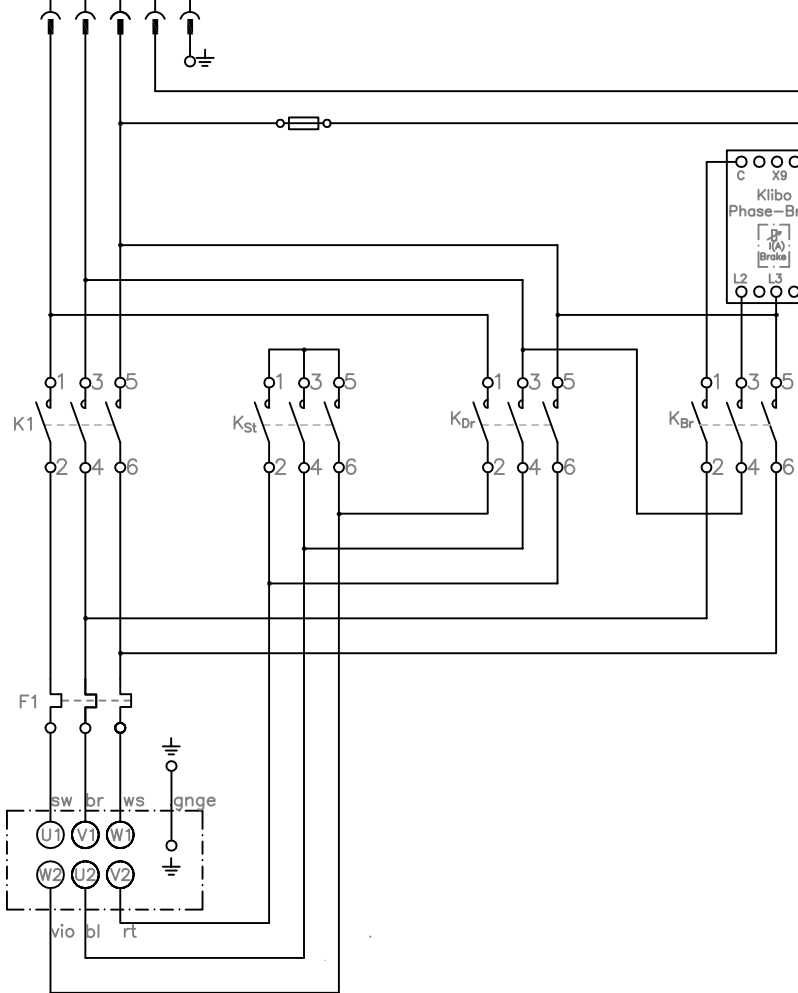 C X9
Klibo
Phase-Br
I(A)
Brake
L2 L3
1 3 5 1 3 5 1 3 5 1 3 5
K1 KSt KDr KBr
2 4 6 2 4 6 2 4 6 2 4 6
F1
sw br ws gnge
U1 V1 W1
W2 U2 V2
vio bl rt